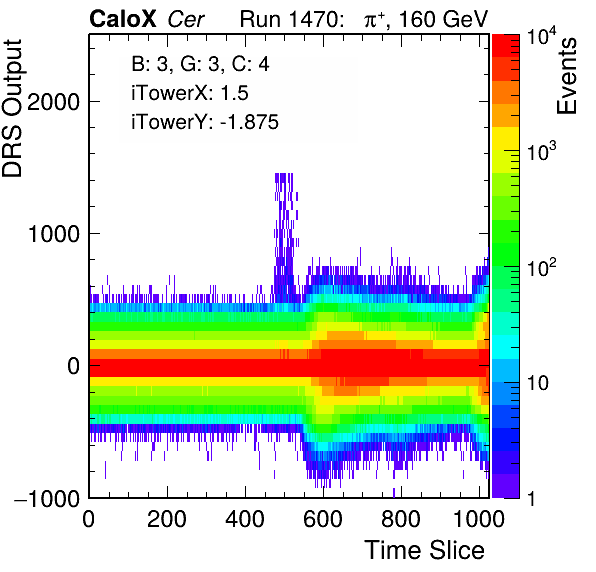 CaloX Cer Run 1470: π⁺, 160 GeV
B: 3, G: 3, C: 4
iTowerX: 1.5
iTowerY: -1.875
DRS Output
2000
1000
0
−1000
0 200 400 600 800 1000
Time Slice
Events
10⁴
10³
10²
10
1